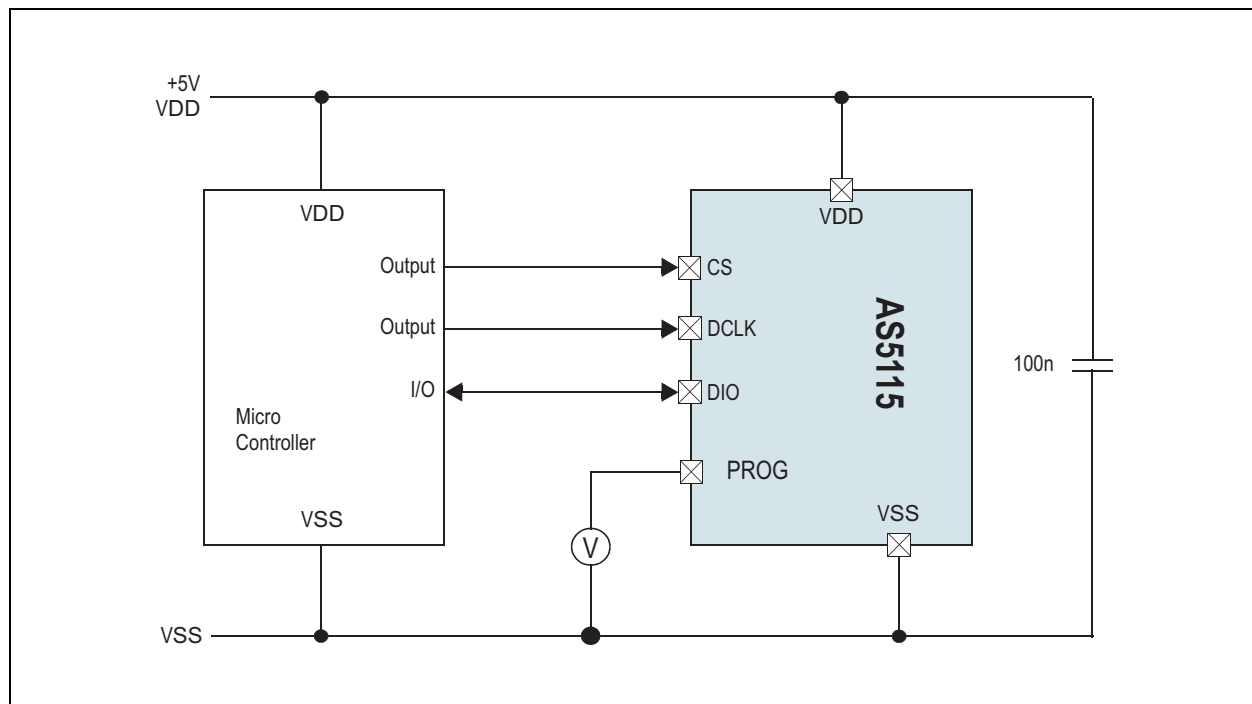 +5V
VDD
VDD
VDD
Output
CS
Output
DCLK
AS5115
100n
I/O
DIO
Micro
Controller
PROG
VSS
VSS
V
VSS